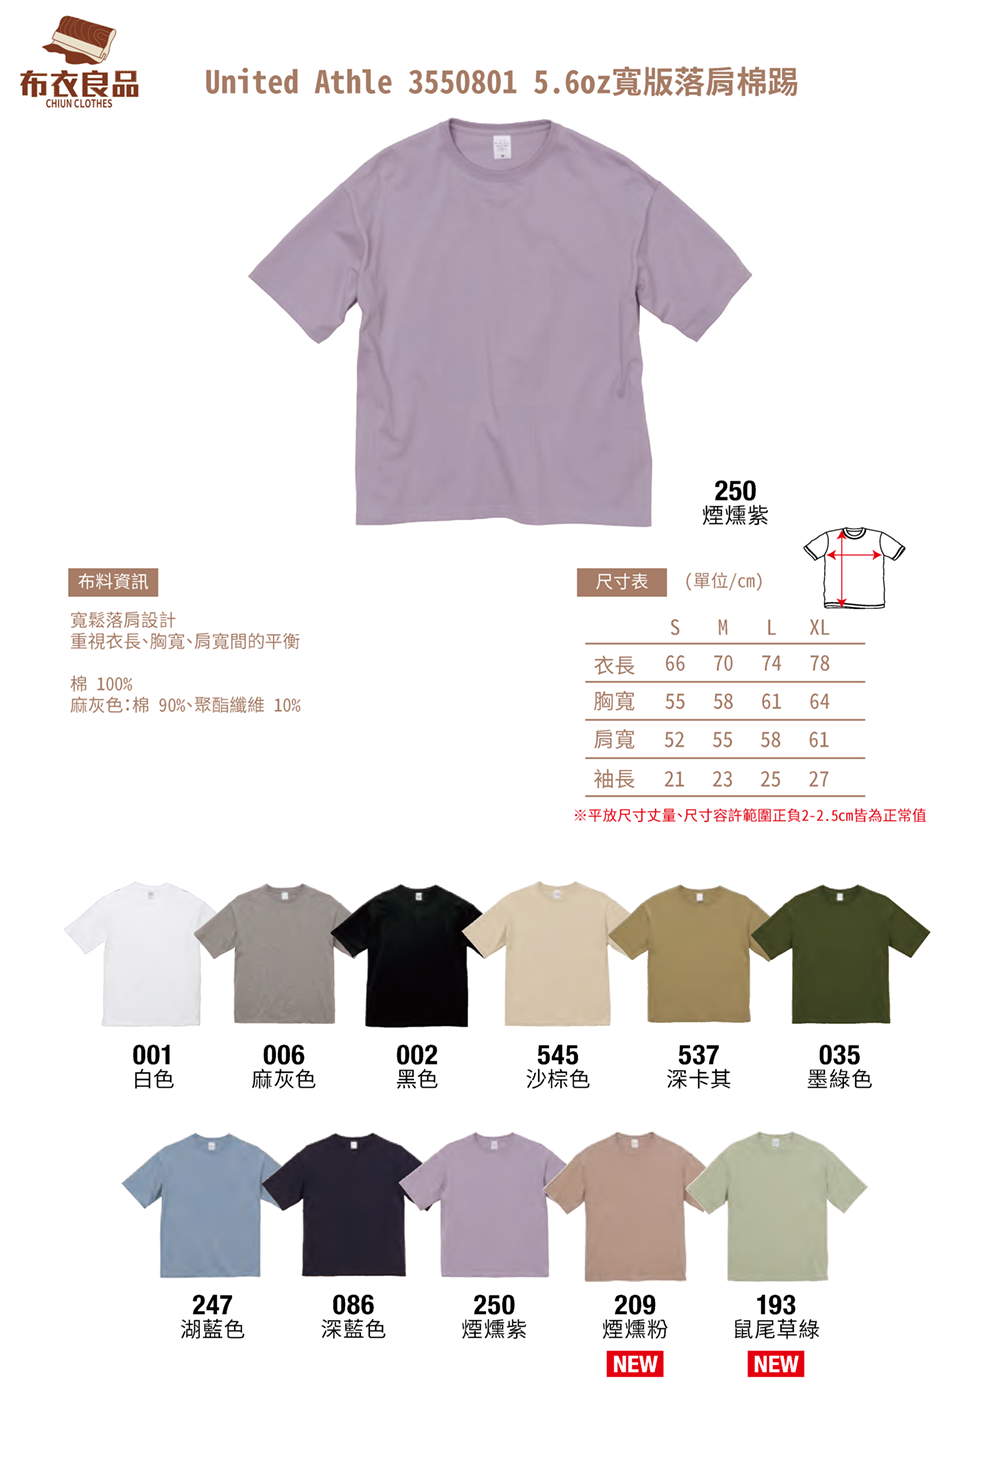 布衣良品
CHIUN CLOTHES
United Athle 3550801 5.6oz寬版落肩棉踢
250
煙燻紫
布料資訊
寬鬆落肩設計
重視衣長、胸寬、肩寬間的平衡
棉 100%
麻灰色:棉 90%、聚酯纖維 10%
尺寸表 (單位/cm)
S M L XL
衣長 66 70 74 78
胸寬 55 58 61 64
肩寬 52 55 58 61
袖長 21 23 25 27
※平放尺寸丈量、尺寸容許範圍正負2-2.5cm皆為正常值
001 006 002 545 537 035
白色 麻灰色 黑色 沙棕色 深卡其 墨綠色
247 086 250 209 193
湖藍色 深藍色 煙燻紫 煙燻粉 鼠尾草綠
NEW NEW